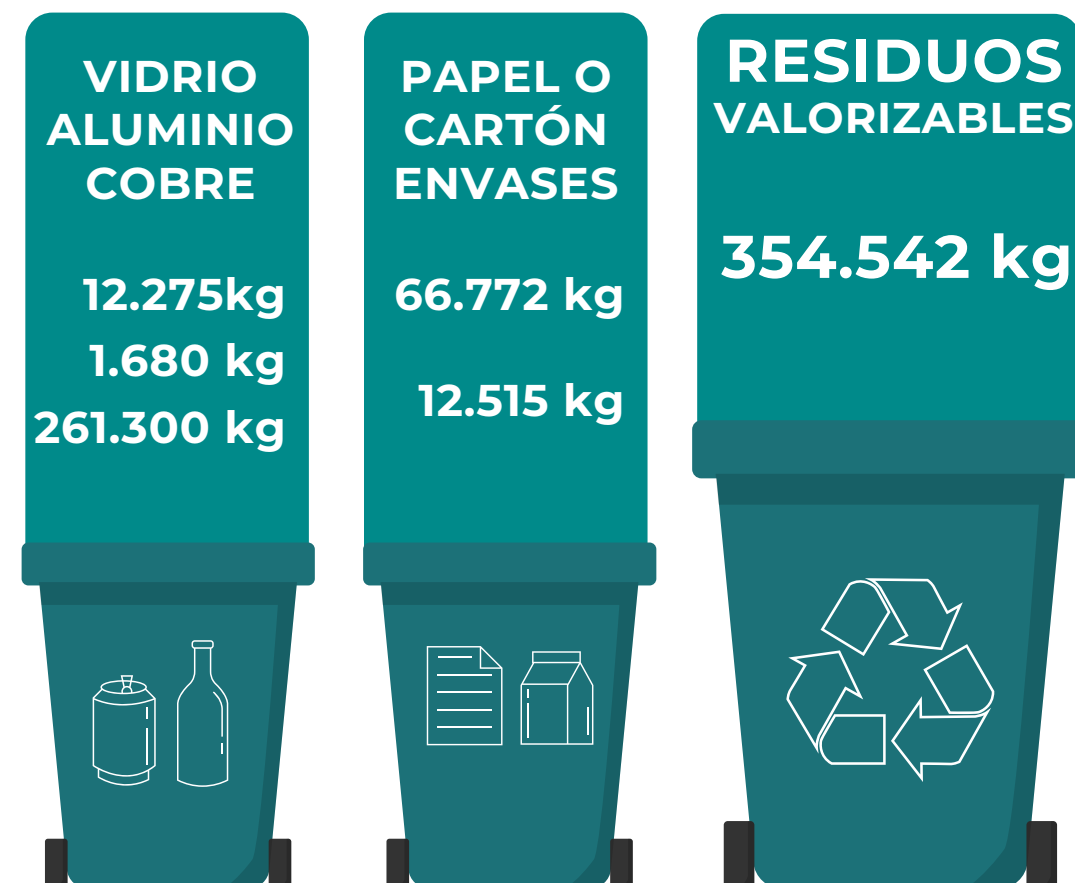 VIDRIO
ALUMINIO
COBRE
12.275kg
1.680 kg
261.300 kg
PAPEL O
CARTÓN
ENVASES
66.772 kg
12.515 kg
RESIDUOS
VALORIZABLES
354.542 kg